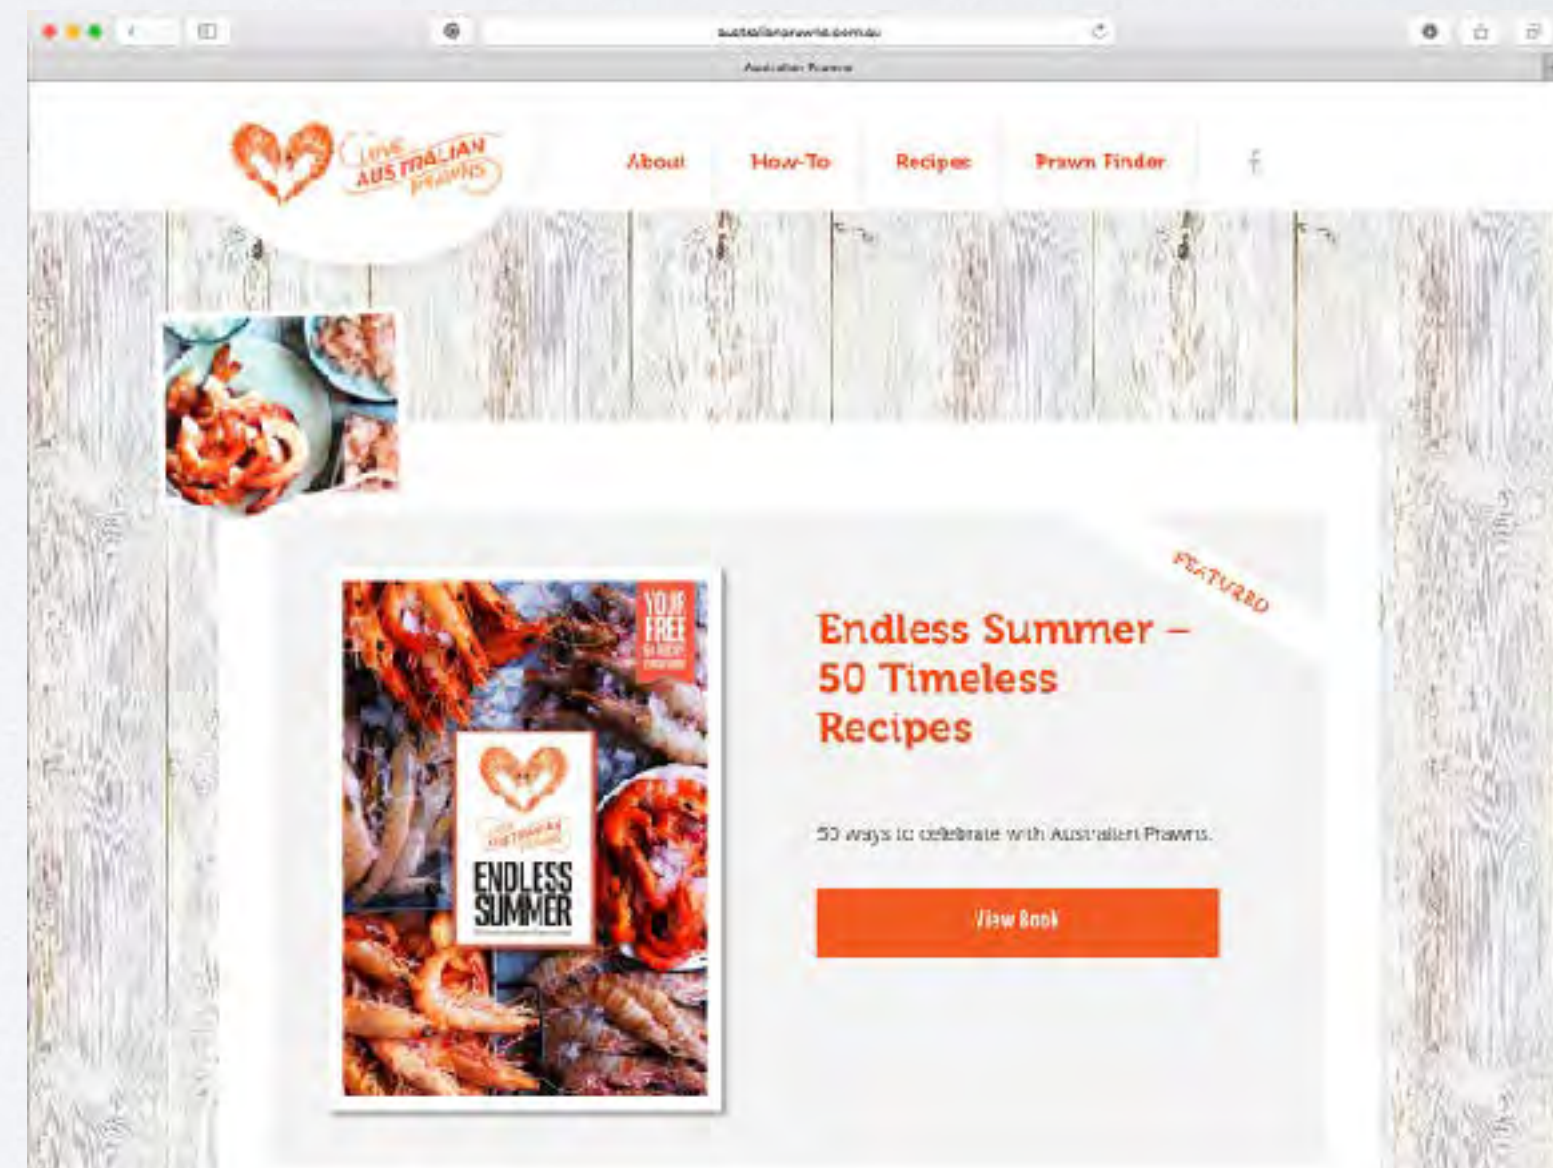 australianprawns.com.au
Australian Prawns
LOVE
AUSTRALIAN
PRAWNS
About
How-To
Recipes
Prawn Finder
f
FEATURED
YOUR
FREE
Endless Summer –
50 Timeless
Recipes
AUSTRALIAN
ENDLESS
SUMMER
50 ways to celebrate with Australian Prawns.
View Book